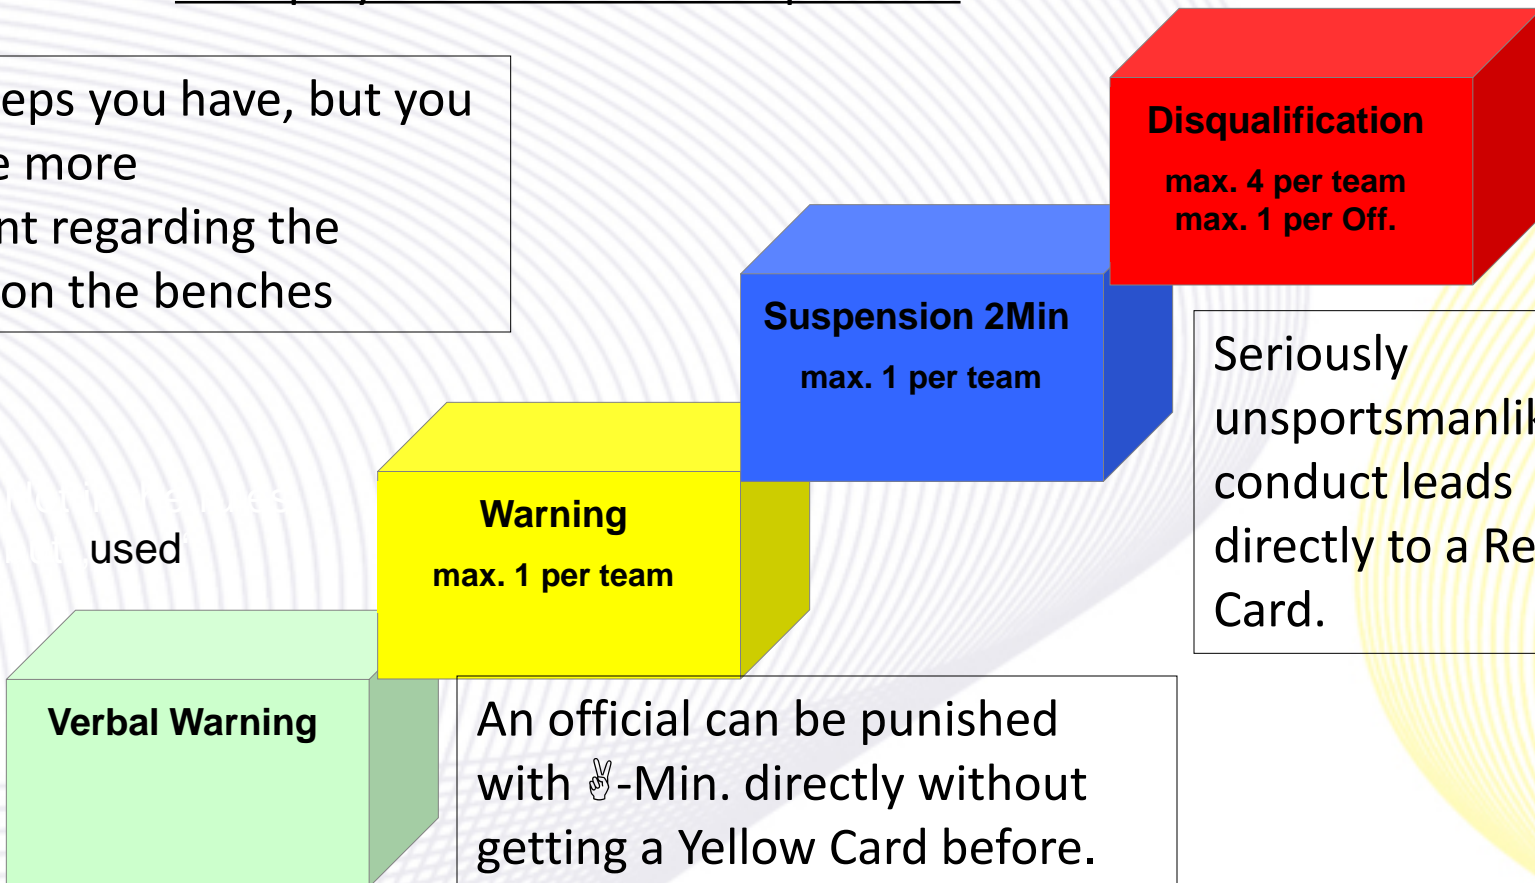 eps you have, but you
more
regarding the
on the benches
Disqualification
max. 4 per team
max. 1 per Off.
Suspension 2Min
max. 1 per team
Seriously
unsportsmanlik
conduct leads
directly to a Re
Card.
used
Warning
max. 1 per team
Verbal Warning
An official can be punished
with ✌-Min. directly without
getting a Yellow Card before.